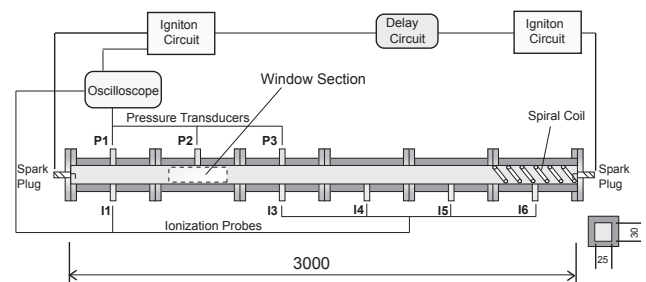 Igniton
Circuit
Delay
Circuit
Igniton
Circuit
Oscilloscope
Window Section
Pressure Transducers
Spiral Coil
P1
P2
P3
Spark
Plug
Spark
Plug
I1
I3
I4
I5
I6
Ionization Probes
3000
30
25